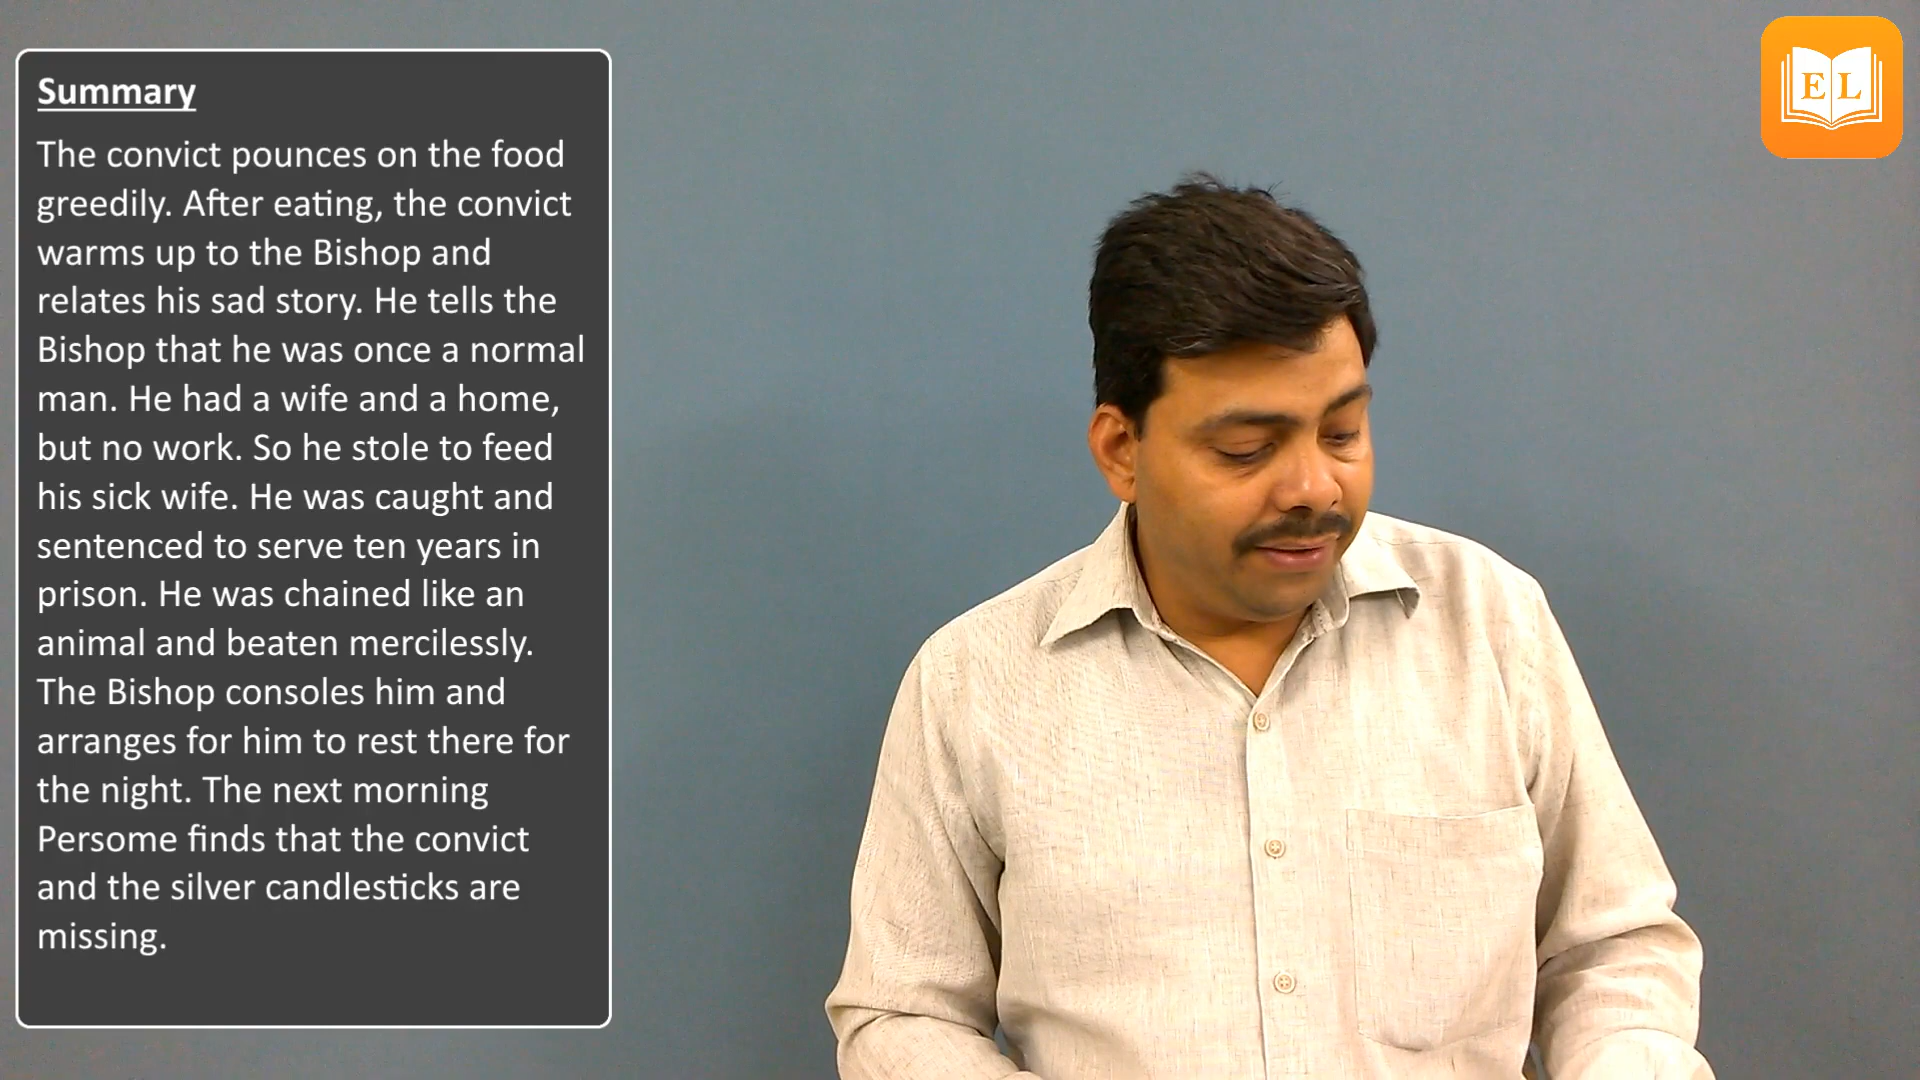 Summary
The convict pounces on the food
greedily. After eating, the convict
warms up to the Bishop and
relates his sad story. He tells the
Bishop that he was once a normal
man. He had a wife and a home,
but no work. So he stole to feed
his sick wife. He was caught and
sentenced to serve ten years in
prison. He was chained like an
animal and beaten mercilessly.
The Bishop consoles him and
arranges for him to rest there for
the night. The next morning
Persome finds that the convict
and the silver candlesticks are
missing.
E L